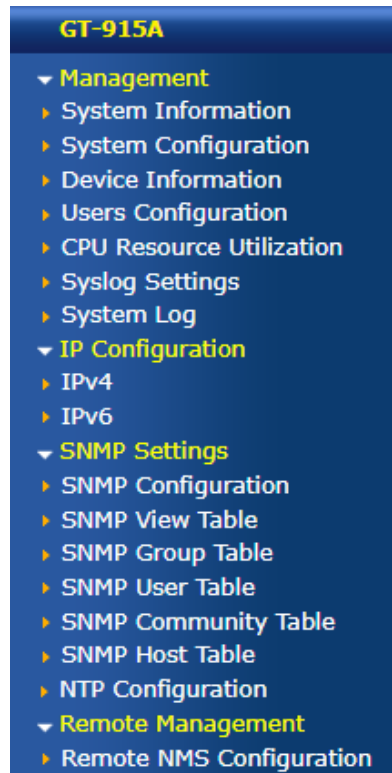 GT-915A
Management
System Information
System Configuration
Device Information
Users Configuration
CPU Resource Utilization
Syslog Settings
System Log
IP Configuration
IPv4
IPv6
SNMP Settings
SNMP Configuration
SNMP View Table
SNMP Group Table
SNMP User Table
SNMP Community Table
SNMP Host Table
NTP Configuration
Remote Management
Remote NMS Configuration